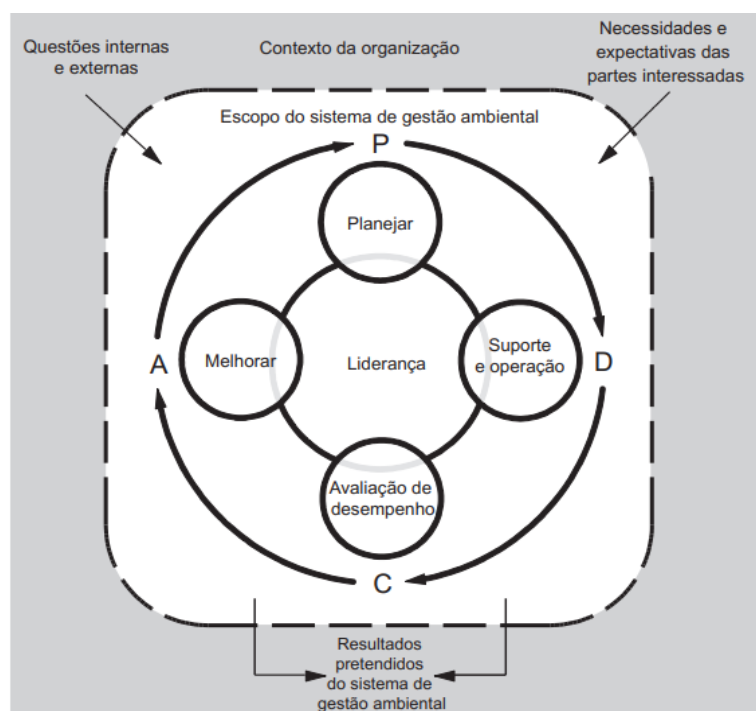 Questões internas
e externas
Contexto da organização
Necessidades e
expectativas das
partes interessadas
Escopo do sistema de gestão ambiental
P
Planejar
A
Melhorar
Liderança
Suporte
e operação
D
Avaliação de
desempenho
C
Resultados
pretendidos
do sistema de
gestão ambiental